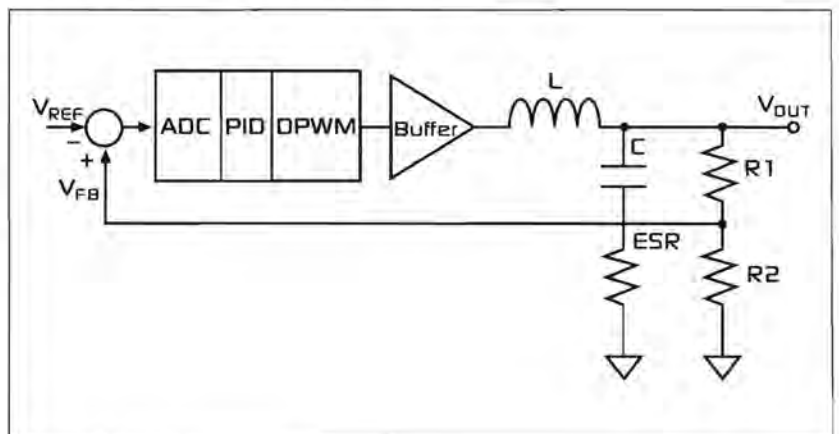 L
V_OUT
V_REF
−
+
ADC
PID
DPWM
Buffer
C
R1
V_FB
ESR
R2